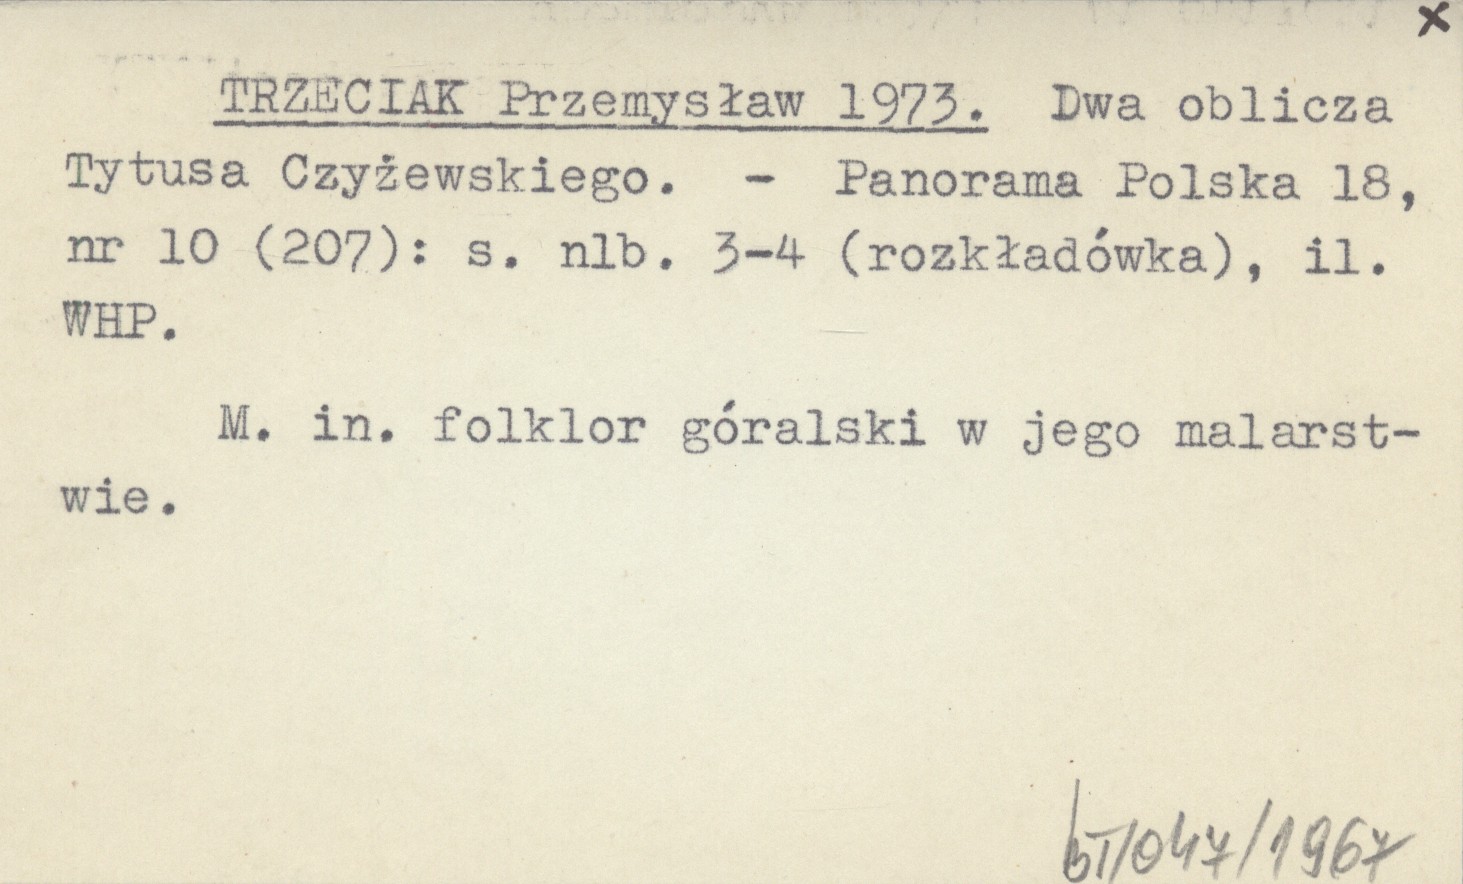 x
TRZECIAK Przemysław 1973. Dwa oblicza
Tytusa Czyżewskiego. - Panorama Polska 18,
nr 10 (207): s. nlb. 3-4 (rozkładówka), il.
WHP.
M. in. folklor góralski w jego malarst-
wie.
bI/047/1967